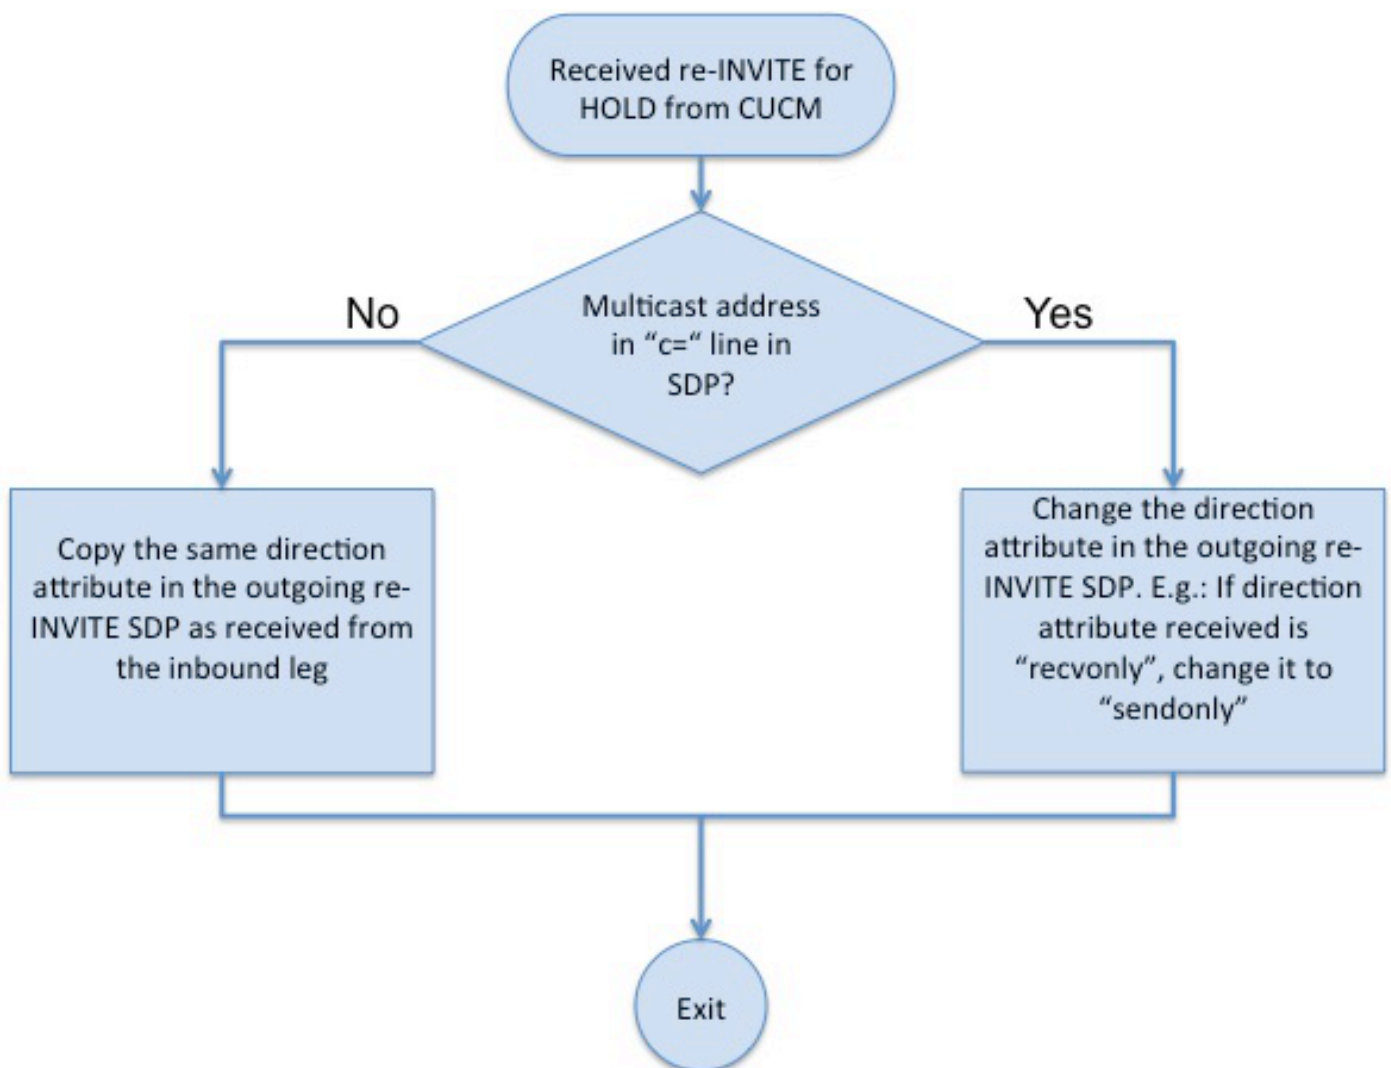 Received re-INVITE for
HOLD from CUCM
Multicast address
in “c=“ line in
SDP?
No
Yes
Copy the same direction
attribute in the outgoing re-
INVITE SDP as received from
the inbound leg
Change the direction
attribute in the outgoing re-
INVITE SDP. E.g.: If direction
attribute received is
“recvonly”, change it to
“sendonly”
Exit